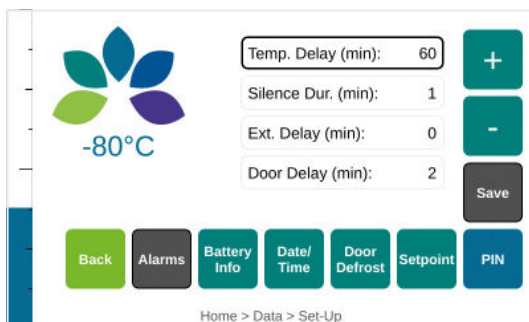 Temp. Delay (min): 60
+
Silence Dur. (min): 1
-80°C
Ext. Delay (min): 0
-
Door Delay (min): 2
Save
Back
Alarms
Battery
Info
Date/
Time
Door
Defrost
Setpoint
PIN
Home > Data > Set-Up